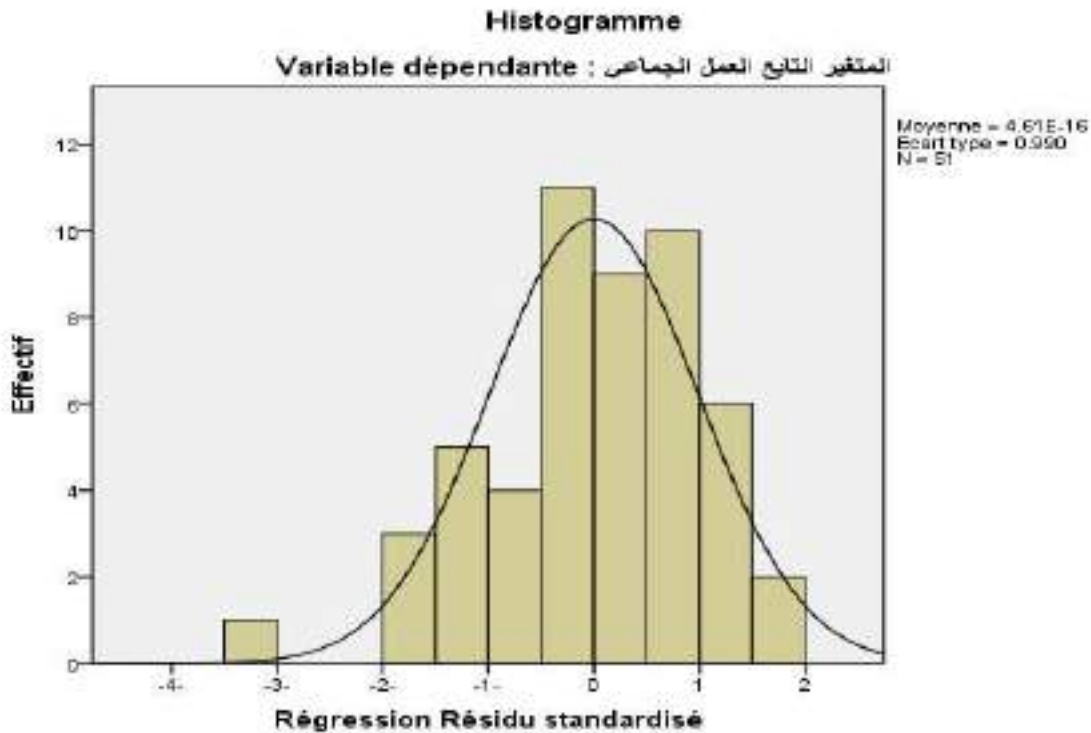 Histogramme
Variable dépendante : المتغير التابع العمل الجماعي
Moyenne = 4.61E-16
Ecart type = 0.990
N = 51
12
10
8
6
4
2
0
Effectif
-4- -3- -2- -1- 0 1 2
Régression Résidu standardisé